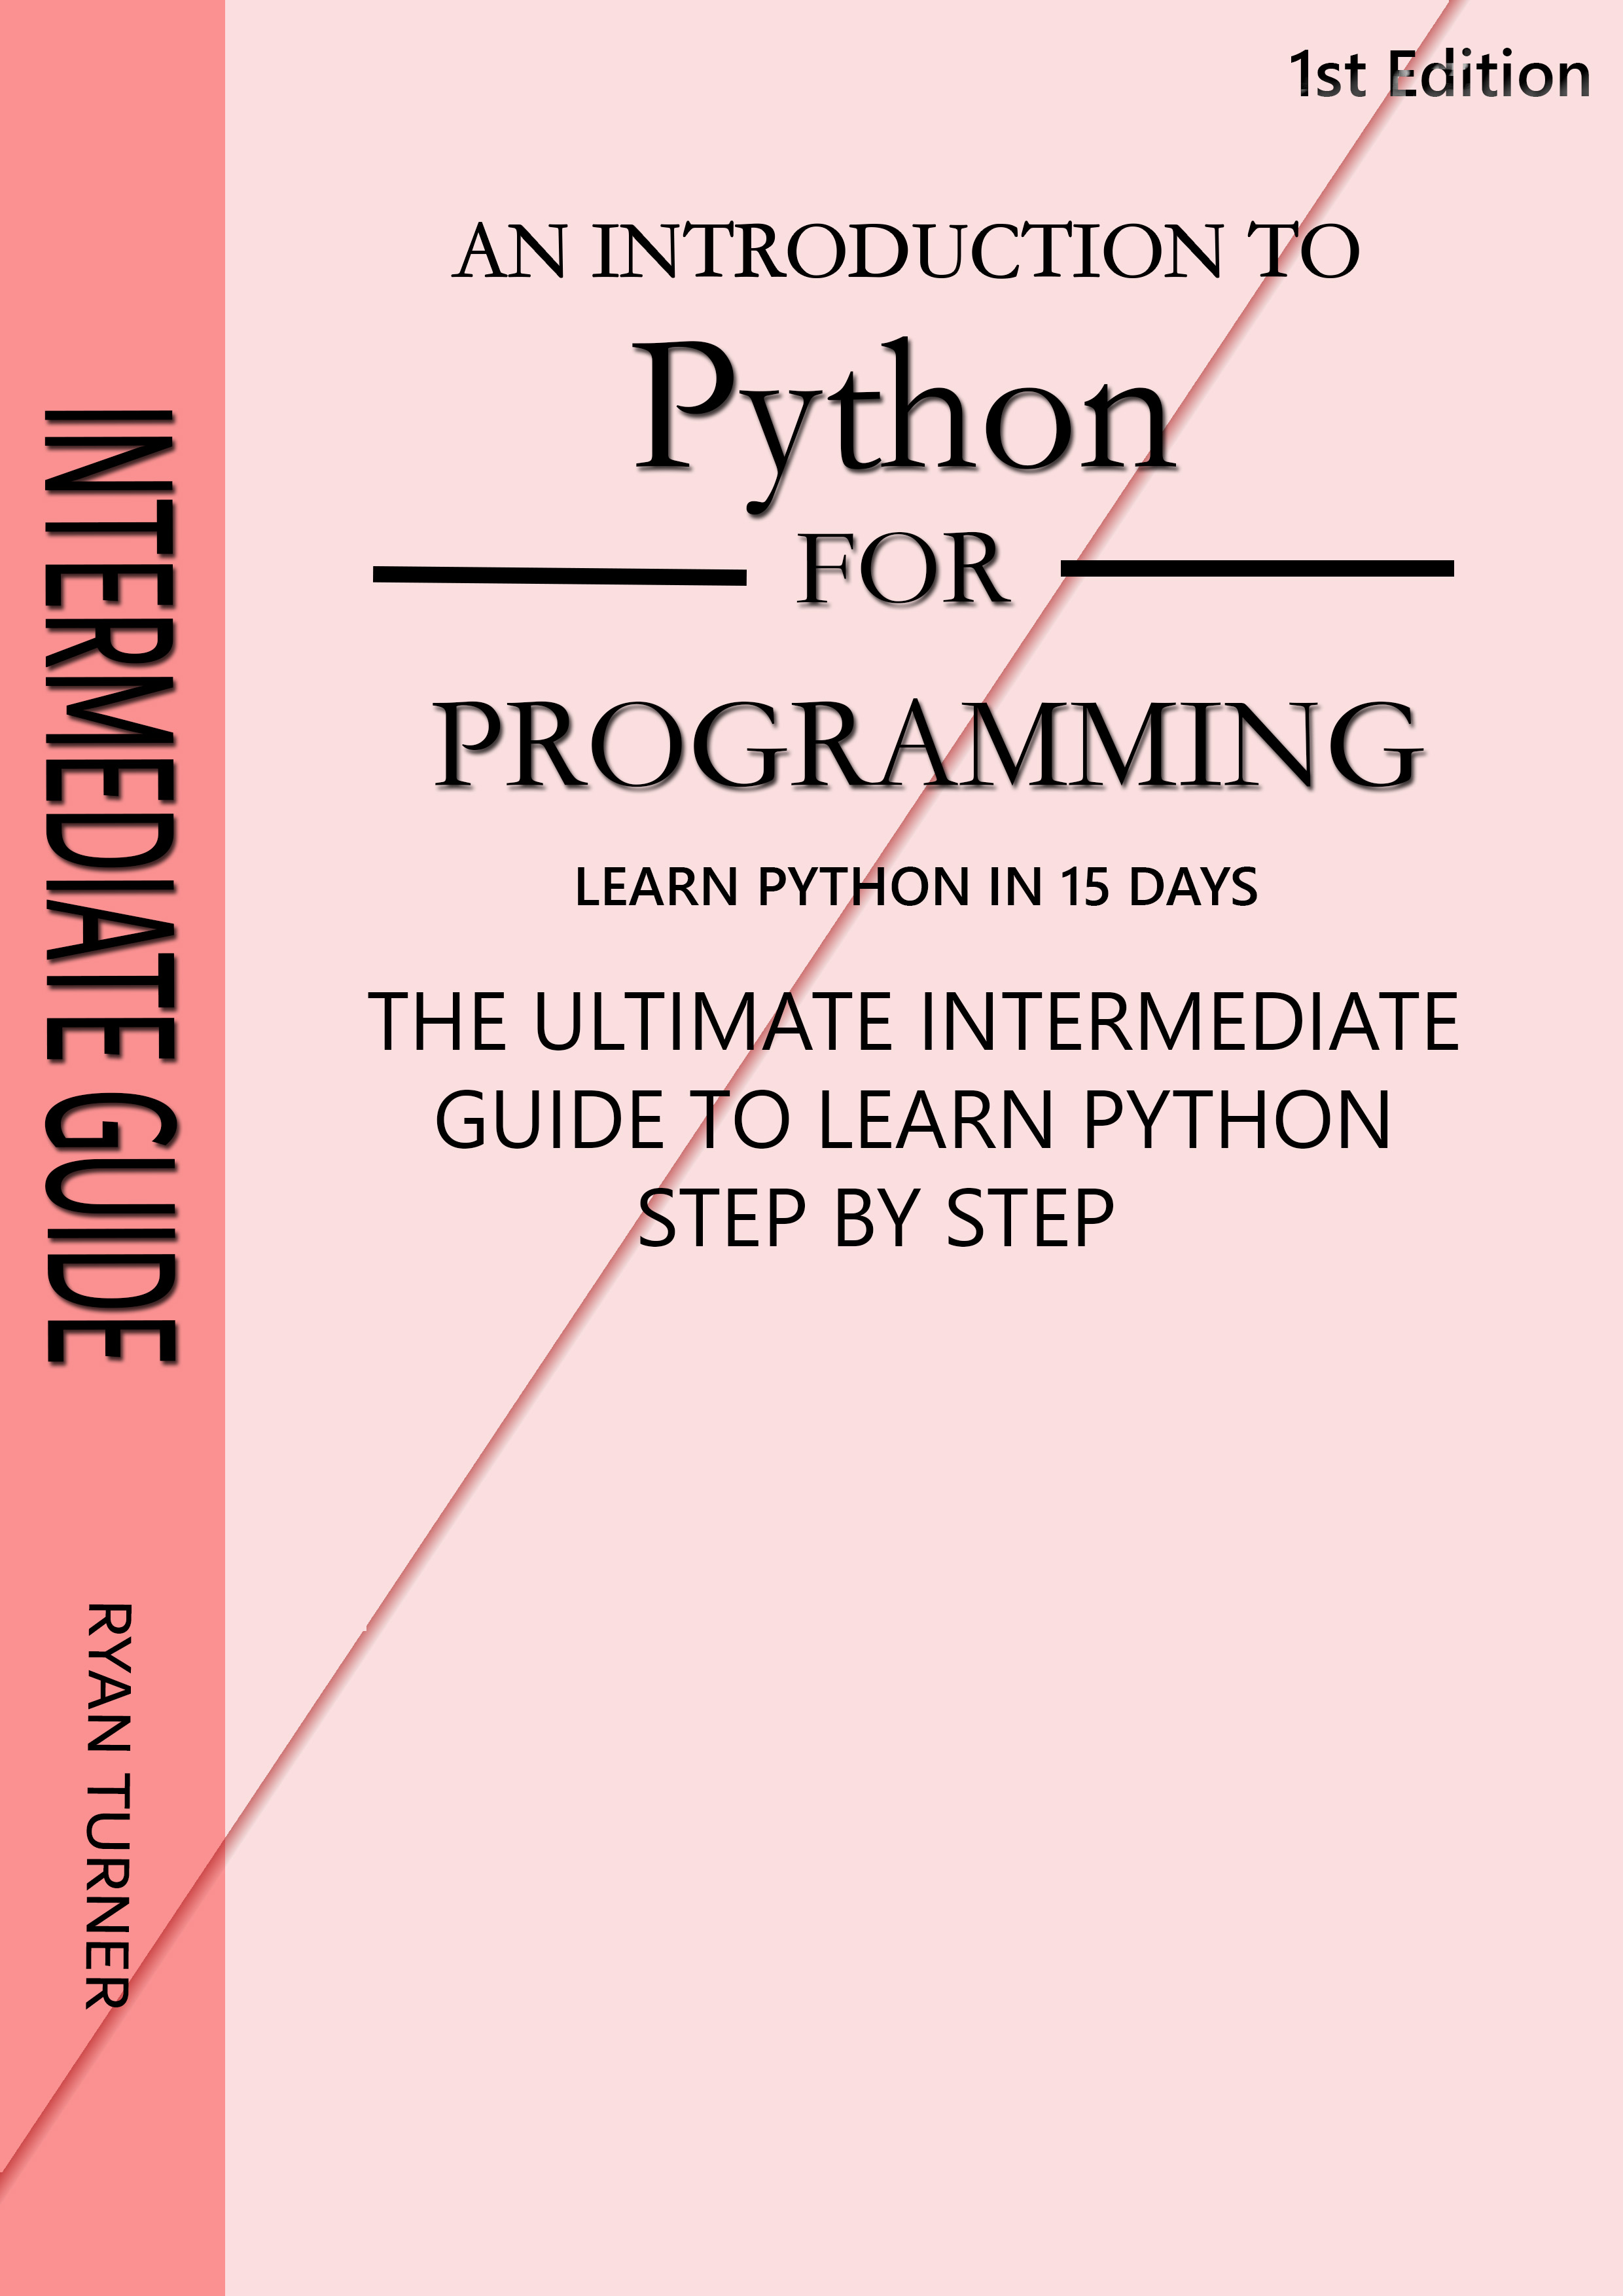 1st Edition
AN INTRODUCTION TO
Python
FOR
PROGRAMMING
LEARN PYTHON IN 15 DAYS
THE ULTIMATE INTERMEDIATE
GUIDE TO LEARN PYTHON
STEP BY STEP
INTERMEDIATE GUIDE
RYAN TURNER